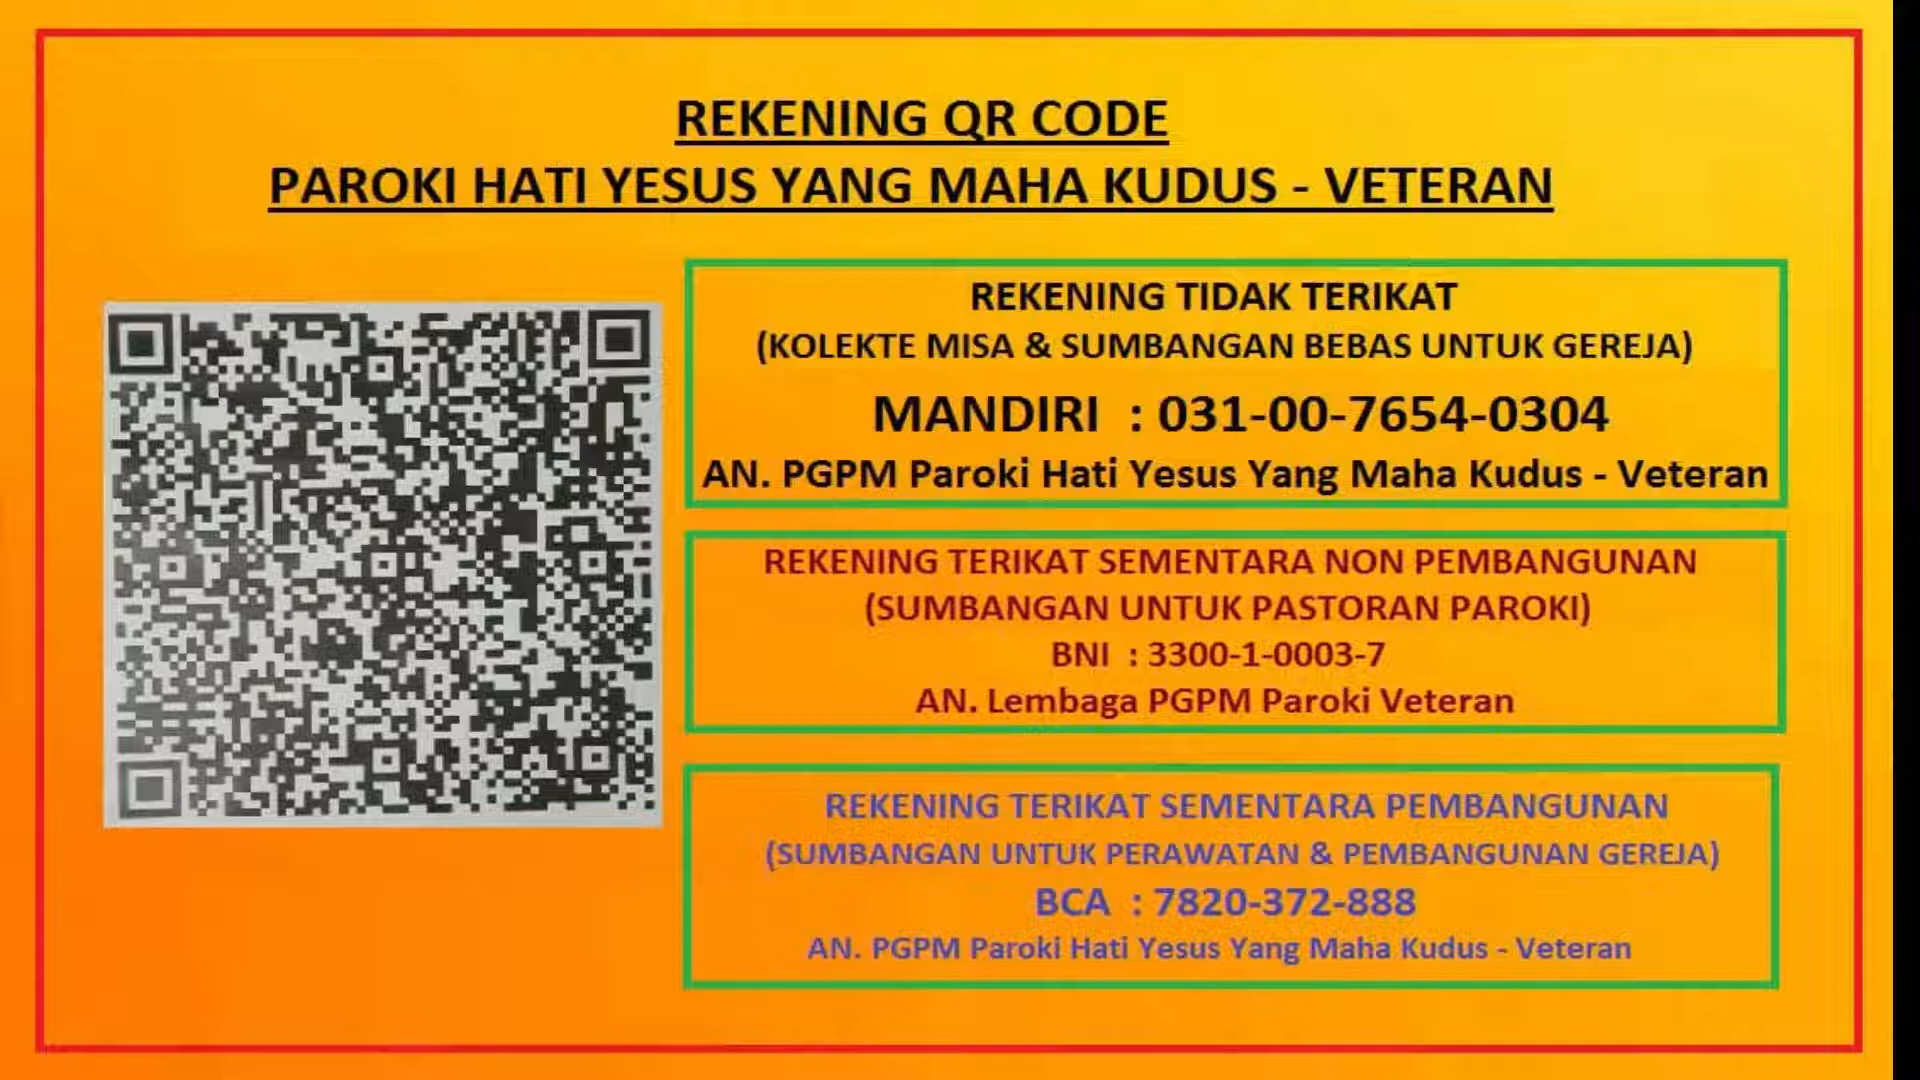 REKENING QR CODE
PAROKI HATI YESUS YANG MAHA KUDUS - VETERAN
REKENING TIDAK TERIKAT
(KOLEKTE MISA & SUMBANGAN BEBAS UNTUK GEREJA)
MANDIRI : 031-00-7654-0304
AN. PGPM Paroki Hati Yesus Yang Maha Kudus - Veteran
REKENING TERIKAT SEMENTARA NON PEMBANGUNAN
(SUMBANGAN UNTUK PASTORAN PAROKI)
BNI : 3300-1-0003-7
AN. Lembaga PGPM Paroki Veteran
REKENING TERIKAT SEMENTARA PEMBANGUNAN
(SUMBANGAN UNTUK PERAWATAN & PEMBANGUNAN GEREJA)
BCA : 7820-372-888
AN. PGPM Paroki Hati Yesus Yang Maha Kudus - Veteran